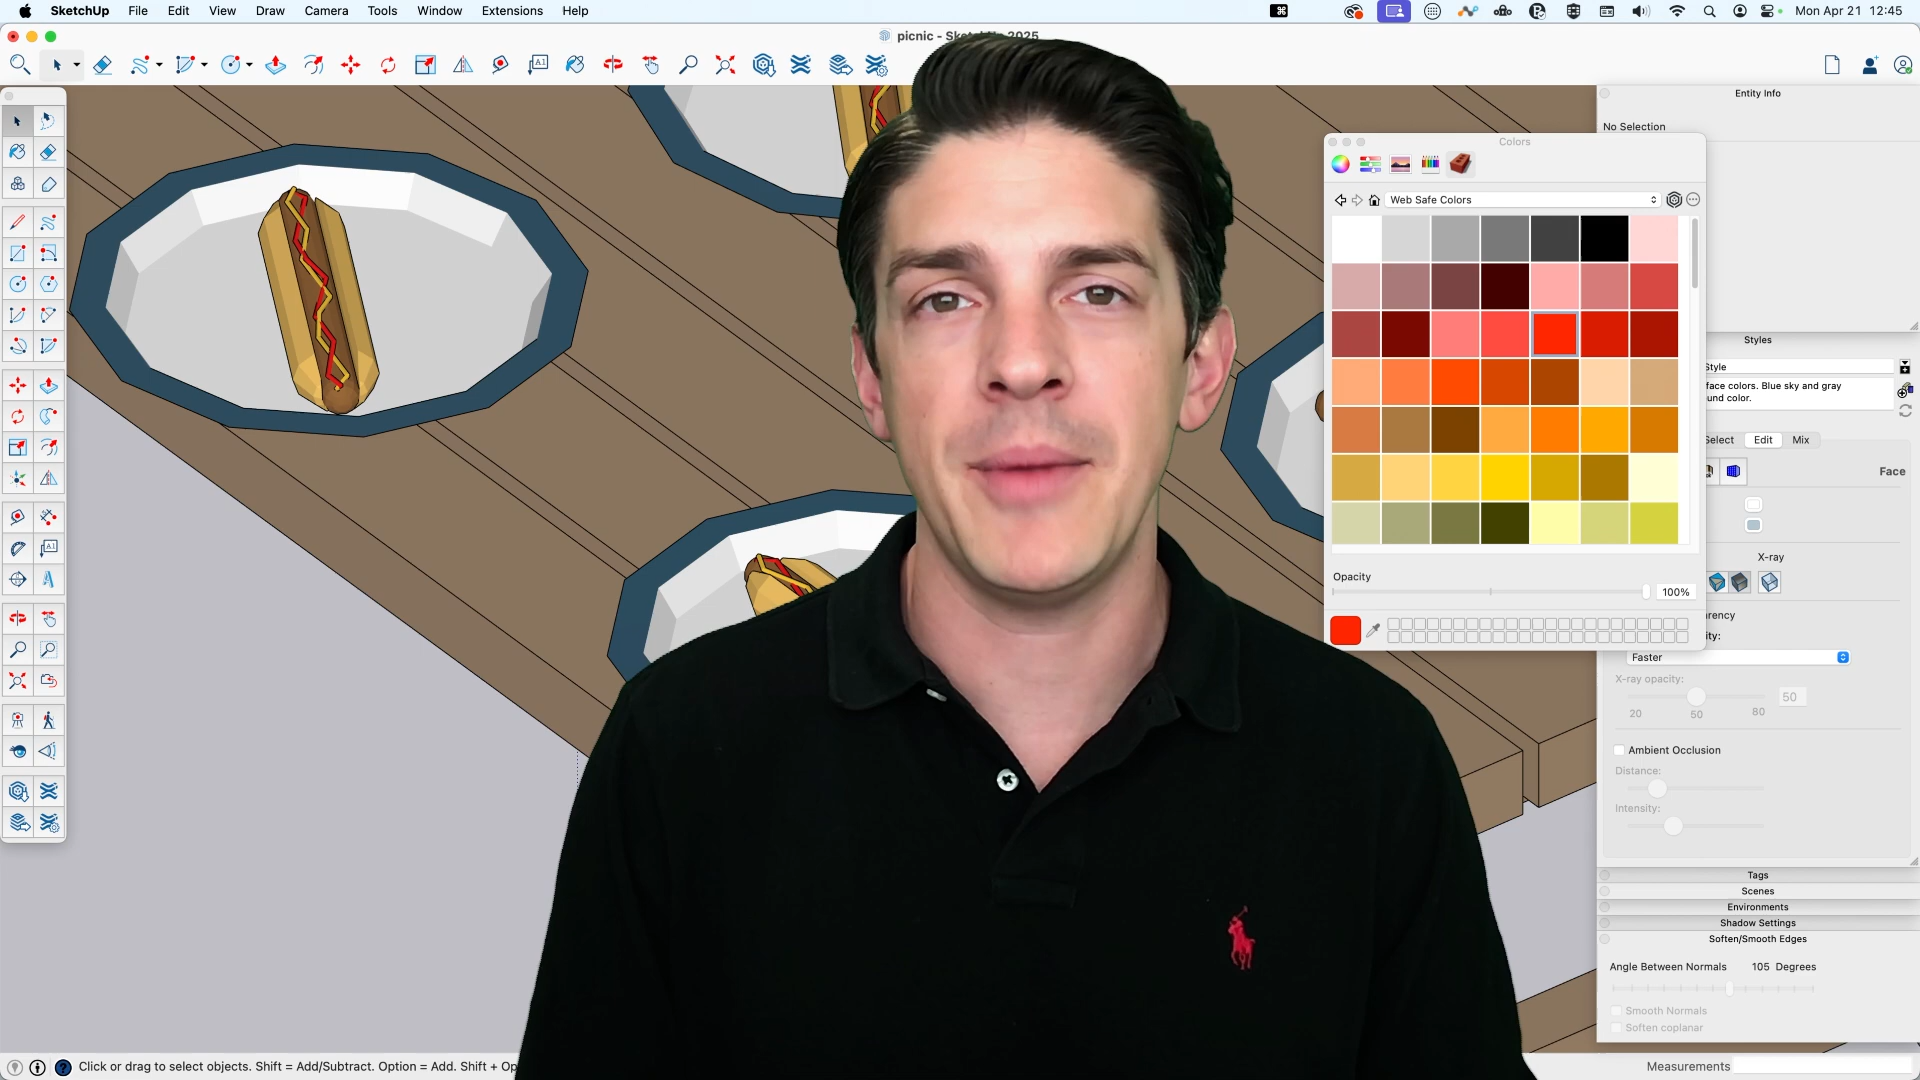 SketchUp File Edit View Draw Camera Tools Window Extensions Help
Mon Apr 21 12:45
picnic - SketchUp 2025
Entity Info
No Selection
Colors
Web Safe Colors
Opacity
100%
Styles
Style
face colors. Blue sky and gray
und color.
Select Edit Mix
Face
X-ray
rency
ity:
Faster
X-ray opacity:
50
20 50 80
Ambient Occlusion
Distance:
Intensity:
Tags
Scenes
Environments
Shadow Settings
Soften/Smooth Edges
Angle Between Normals 105 Degrees
Smooth Normals
Soften coplanar
Click or drag to select objects. Shift = Add/Subtract. Option = Add. Shift + Op
Measurements